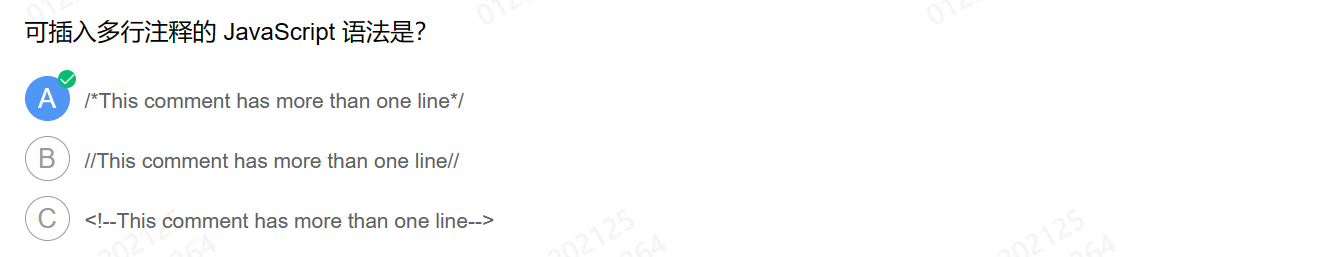 可插入多行注释的 JavaScript 语法是？
A /*This comment has more than one line*/
B //This comment has more than one line//
C <!--This comment has more than one line-->